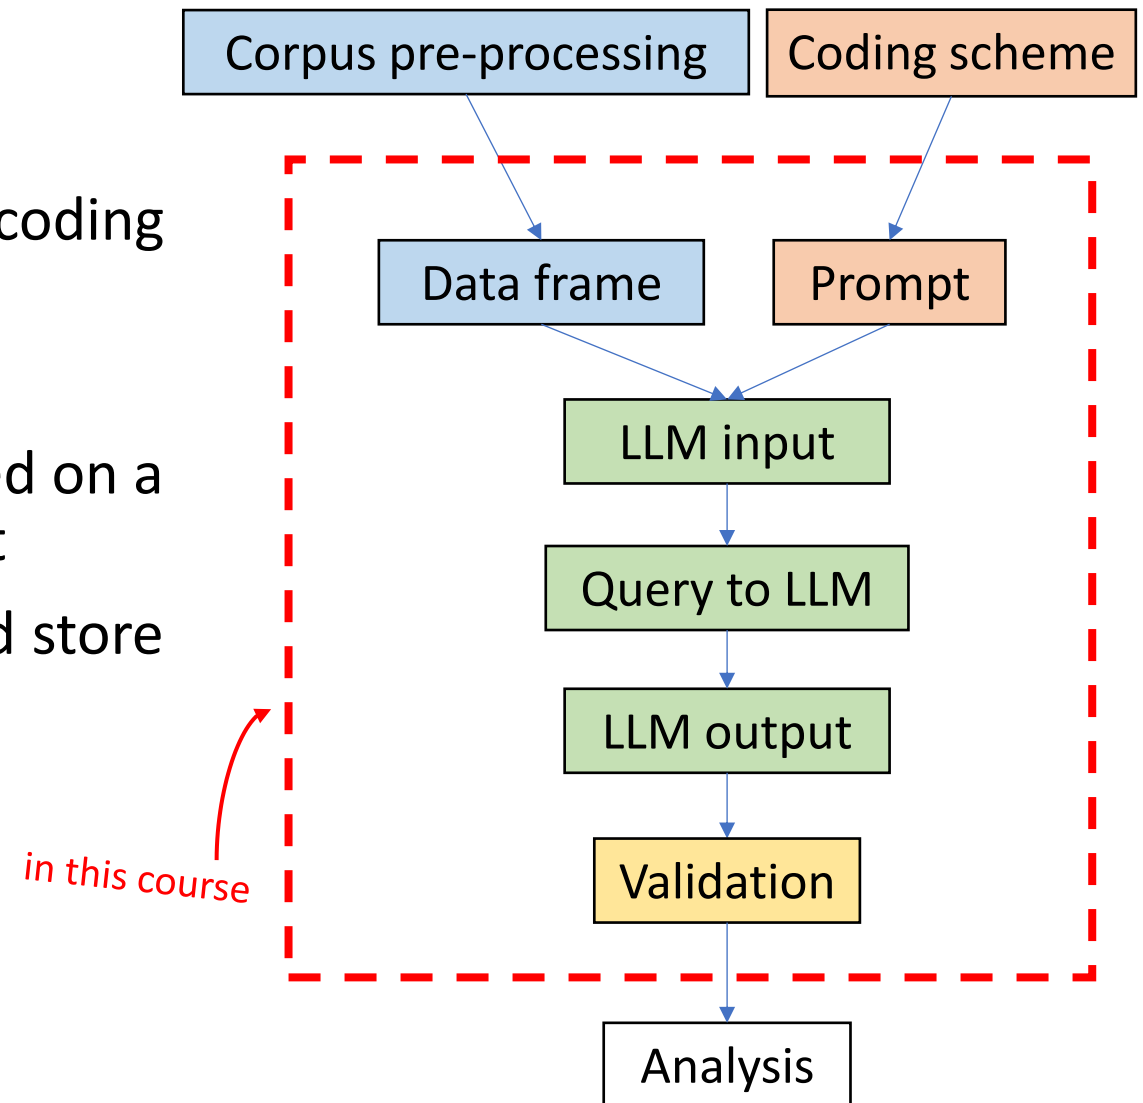 Corpus pre-processing
Coding scheme
coding
Data frame
Prompt
LLM input
ed on a
t
Query to LLM
d store
LLM output
in this course
Validation
Analysis